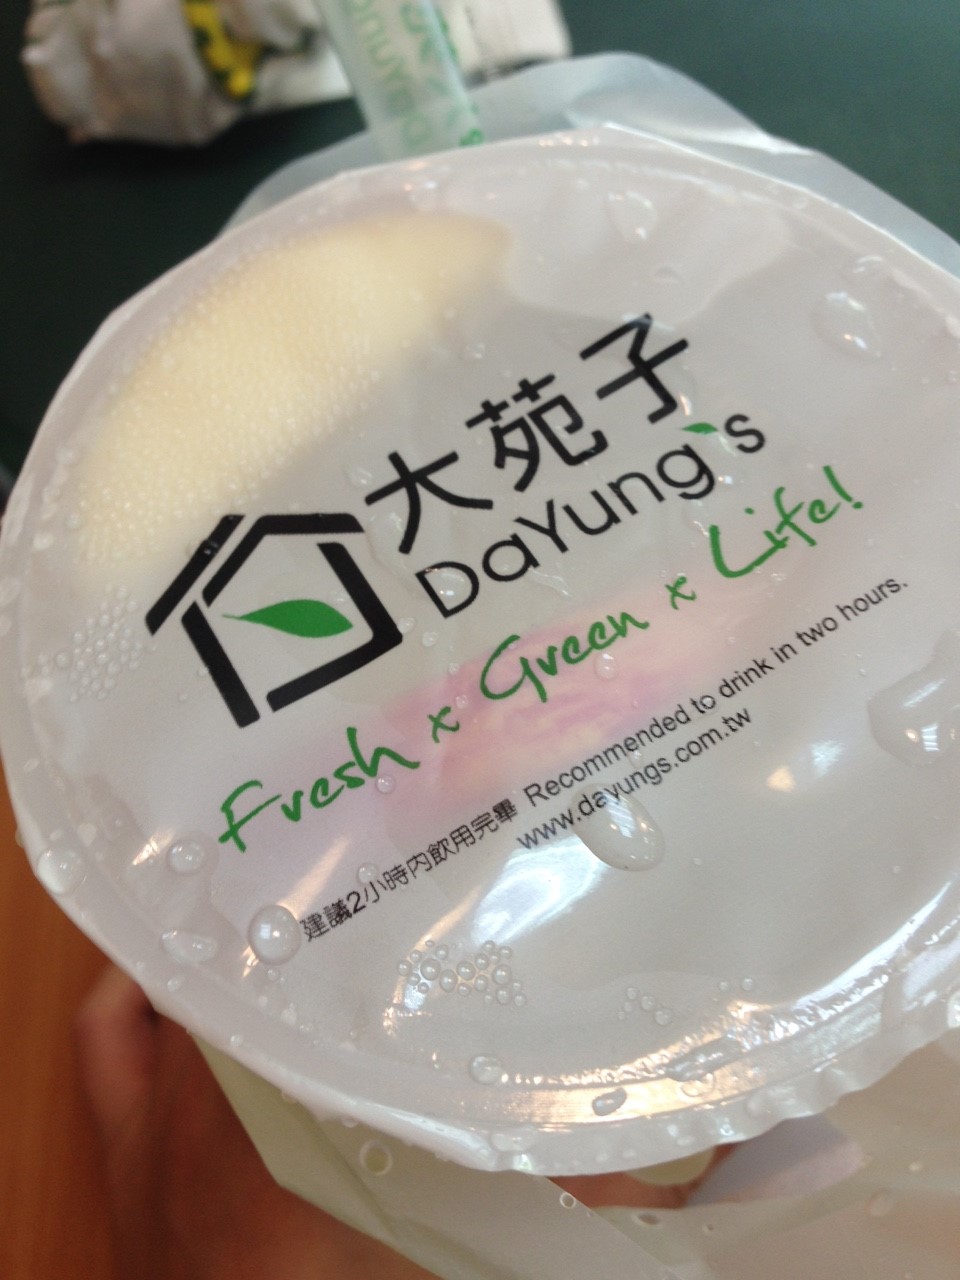 大苑子
DaYung's
Fresh x Green x Life!
建議2小時內飲用完畢 Recommended to drink in two hours.
www.dayungs.com.tw